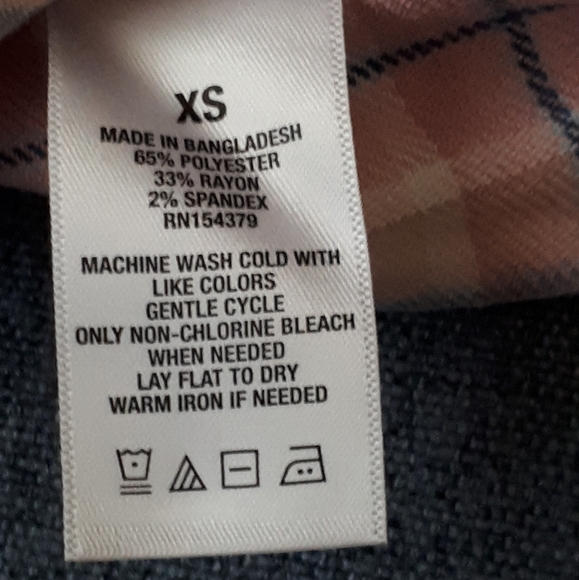 XS
MADE IN BANGLADESH
65% POLYESTER
33% RAYON
2% SPANDEX
RN154379
MACHINE WASH COLD WITH
LIKE COLORS
GENTLE CYCLE
ONLY NON-CHLORINE BLEACH
WHEN NEEDED
LAY FLAT TO DRY
WARM IRON IF NEEDED